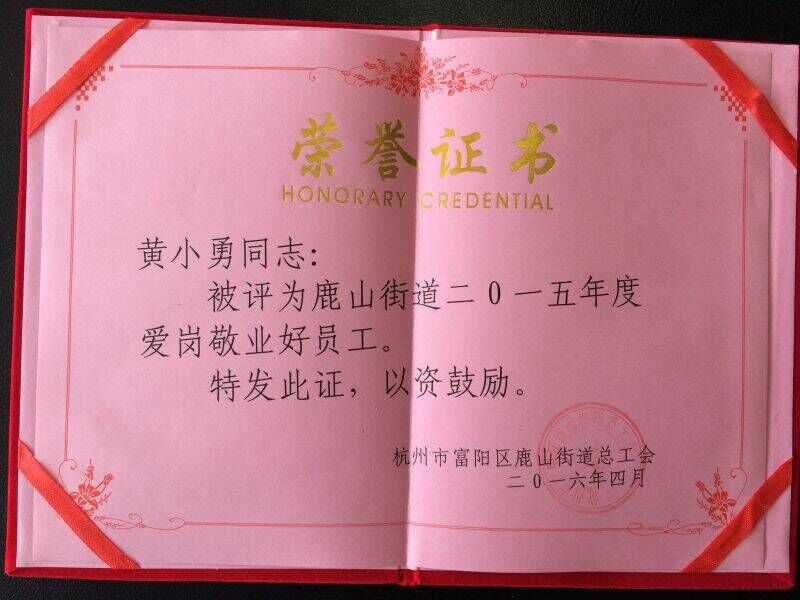 荣誉证书
HONORARY CREDENTIAL
黄小勇同志：
被评为鹿山街道二0一五年度
爱岗敬业好员工。
特发此证，以资鼓励。
杭州市富阳区鹿山街道总工会
二0一六年四月